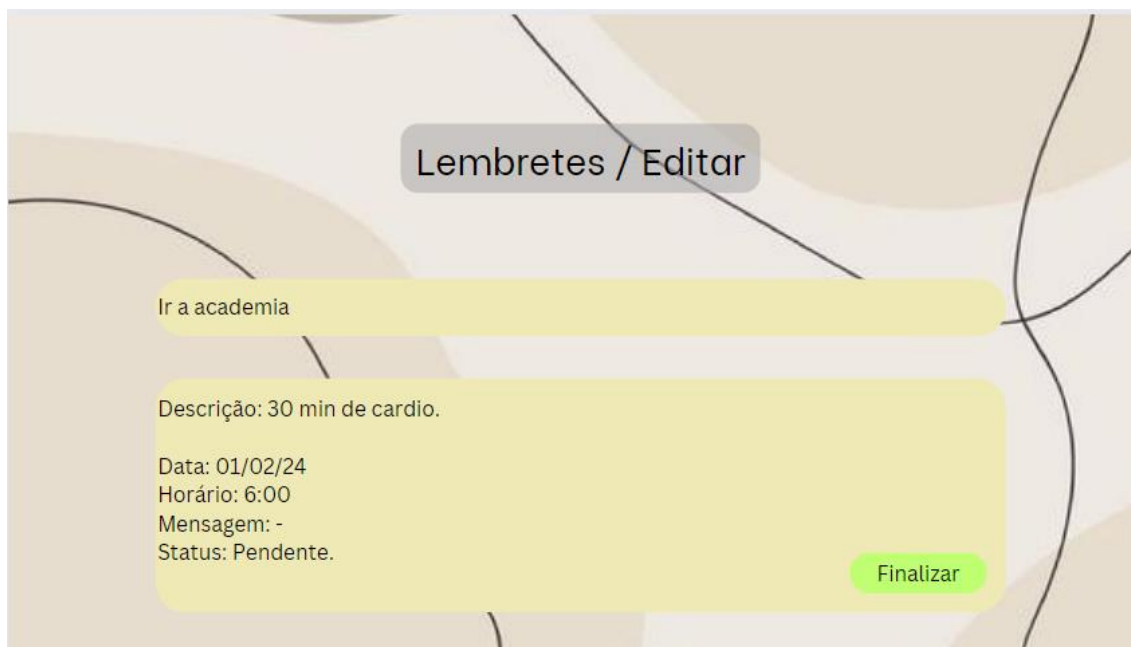 Lembretes / Editar
Ir a academia
Descrição: 30 min de cardio.
Data: 01/02/24
Horário: 6:00
Mensagem: -
Status: Pendente.
Finalizar